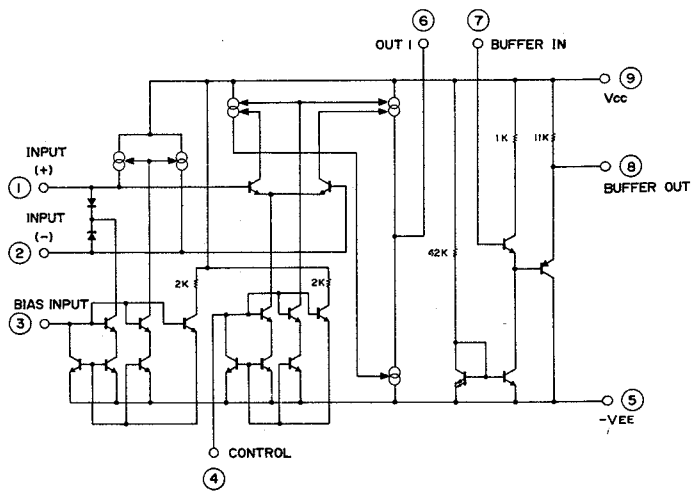 ⑥ ⑦
OUT 1 BUFFER IN
⑨
Vcc
1K 11K
INPUT
(+)
①
⑧
BUFFER OUT
INPUT
(-)
②
42K
2K 2K
BIAS INPUT
③
⑤
-VEE
CONTROL
④